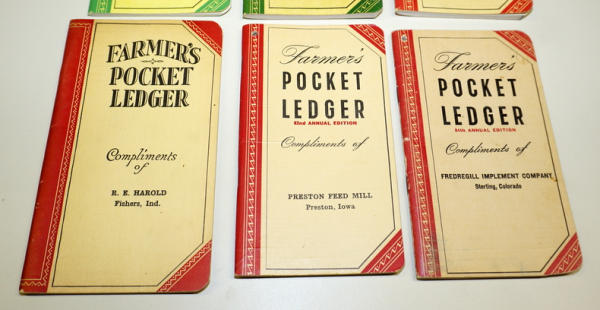 FARMER'S
POCKET
LEDGER
Compliments
of
R. E. HAROLD
Fishers, Ind.
Farmer's
POCKET
LEDGER
82nd ANNUAL EDITION
Compliments of
PRESTON FEED MILL
Preston, Iowa
Farmer's
POCKET
LEDGER
ANNUAL EDITION
Compliments of
FREDREGILL IMPLEMENT COMPANY
Sterling, Colorado